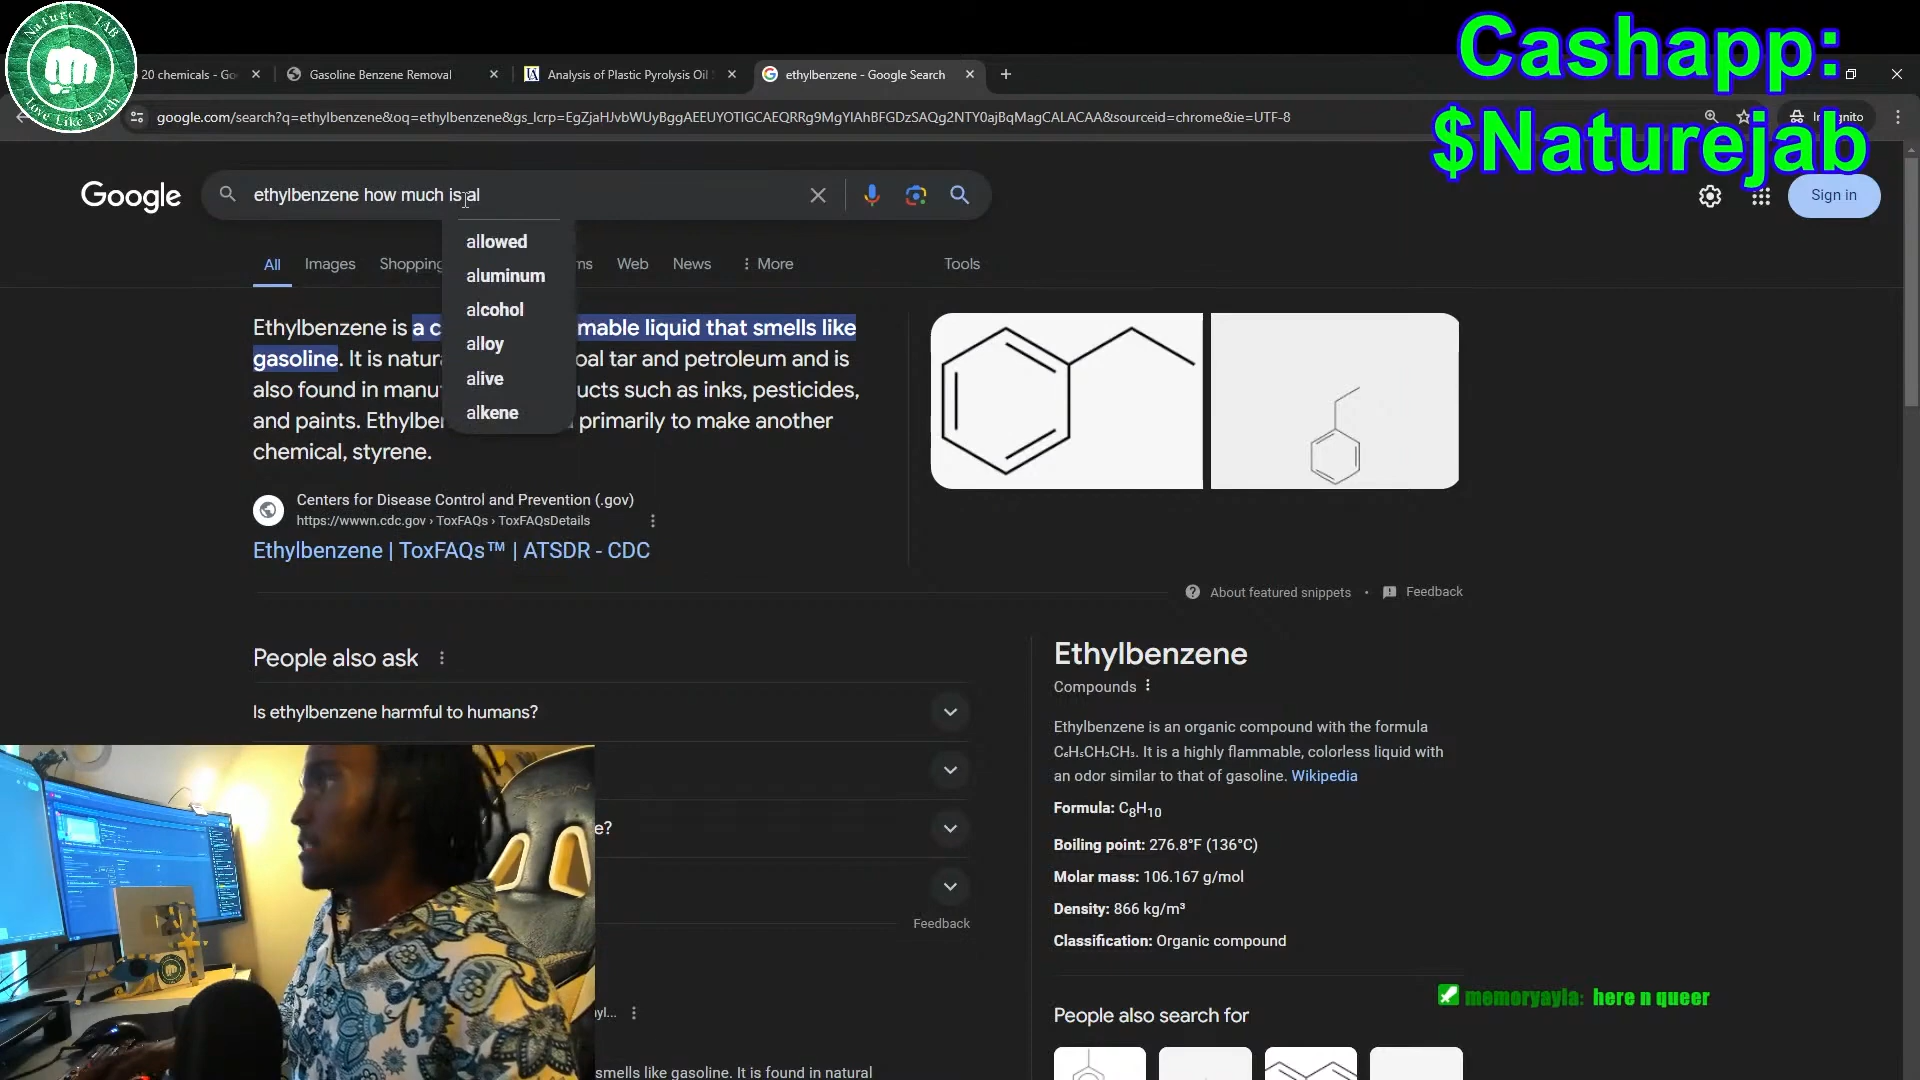 Nature JAB
Love Like Earth
Cashapp:
$Naturejab
20 chemicals - Go
Gasoline Benzene Removal
Analysis of Plastic Pyrolysis Oil
ethylbenzene - Google Search
google.com/search?q=ethylbenzene&oq=ethylbenzene&gs_lcrp=EgZjaHJvbWUyBggAEEUYOTIGCAEQRRg9MgYIAhBFGDzSAQg2NTY0ajBqMagCALACAA&sourceid=chrome&ie=UTF-8
Google
ethylbenzene how much is al
Sign in
allowed
aluminum
alcohol
alloy
alive
alkene
All
Images
Shopping
ms
Web
News
More
Tools
Ethylbenzene is a c mable liquid that smells like
gasoline. It is natur oal tar and petroleum and is
also found in manu ucts such as inks, pesticides,
and paints. Ethylbe primarily to make another
chemical, styrene.
Centers for Disease Control and Prevention (.gov)
https://wwwn.cdc.gov › ToxFAQs › ToxFAQsDetails
Ethylbenzene | ToxFAQs™ | ATSDR - CDC
About featured snippets
Feedback
People also ask
Is ethylbenzene harmful to humans?
e?
Feedback
yl...
smells like gasoline. It is found in natural
Ethylbenzene
Compounds
Ethylbenzene is an organic compound with the formula
C₆H₅CH₂CH₃. It is a highly flammable, colorless liquid with
an odor similar to that of gasoline. Wikipedia
Formula: C₈H₁₀
Boiling point: 276.8°F (136°C)
Molar mass: 106.167 g/mol
Density: 866 kg/m³
Classification: Organic compound
memoryayla: here n queer
People also search for